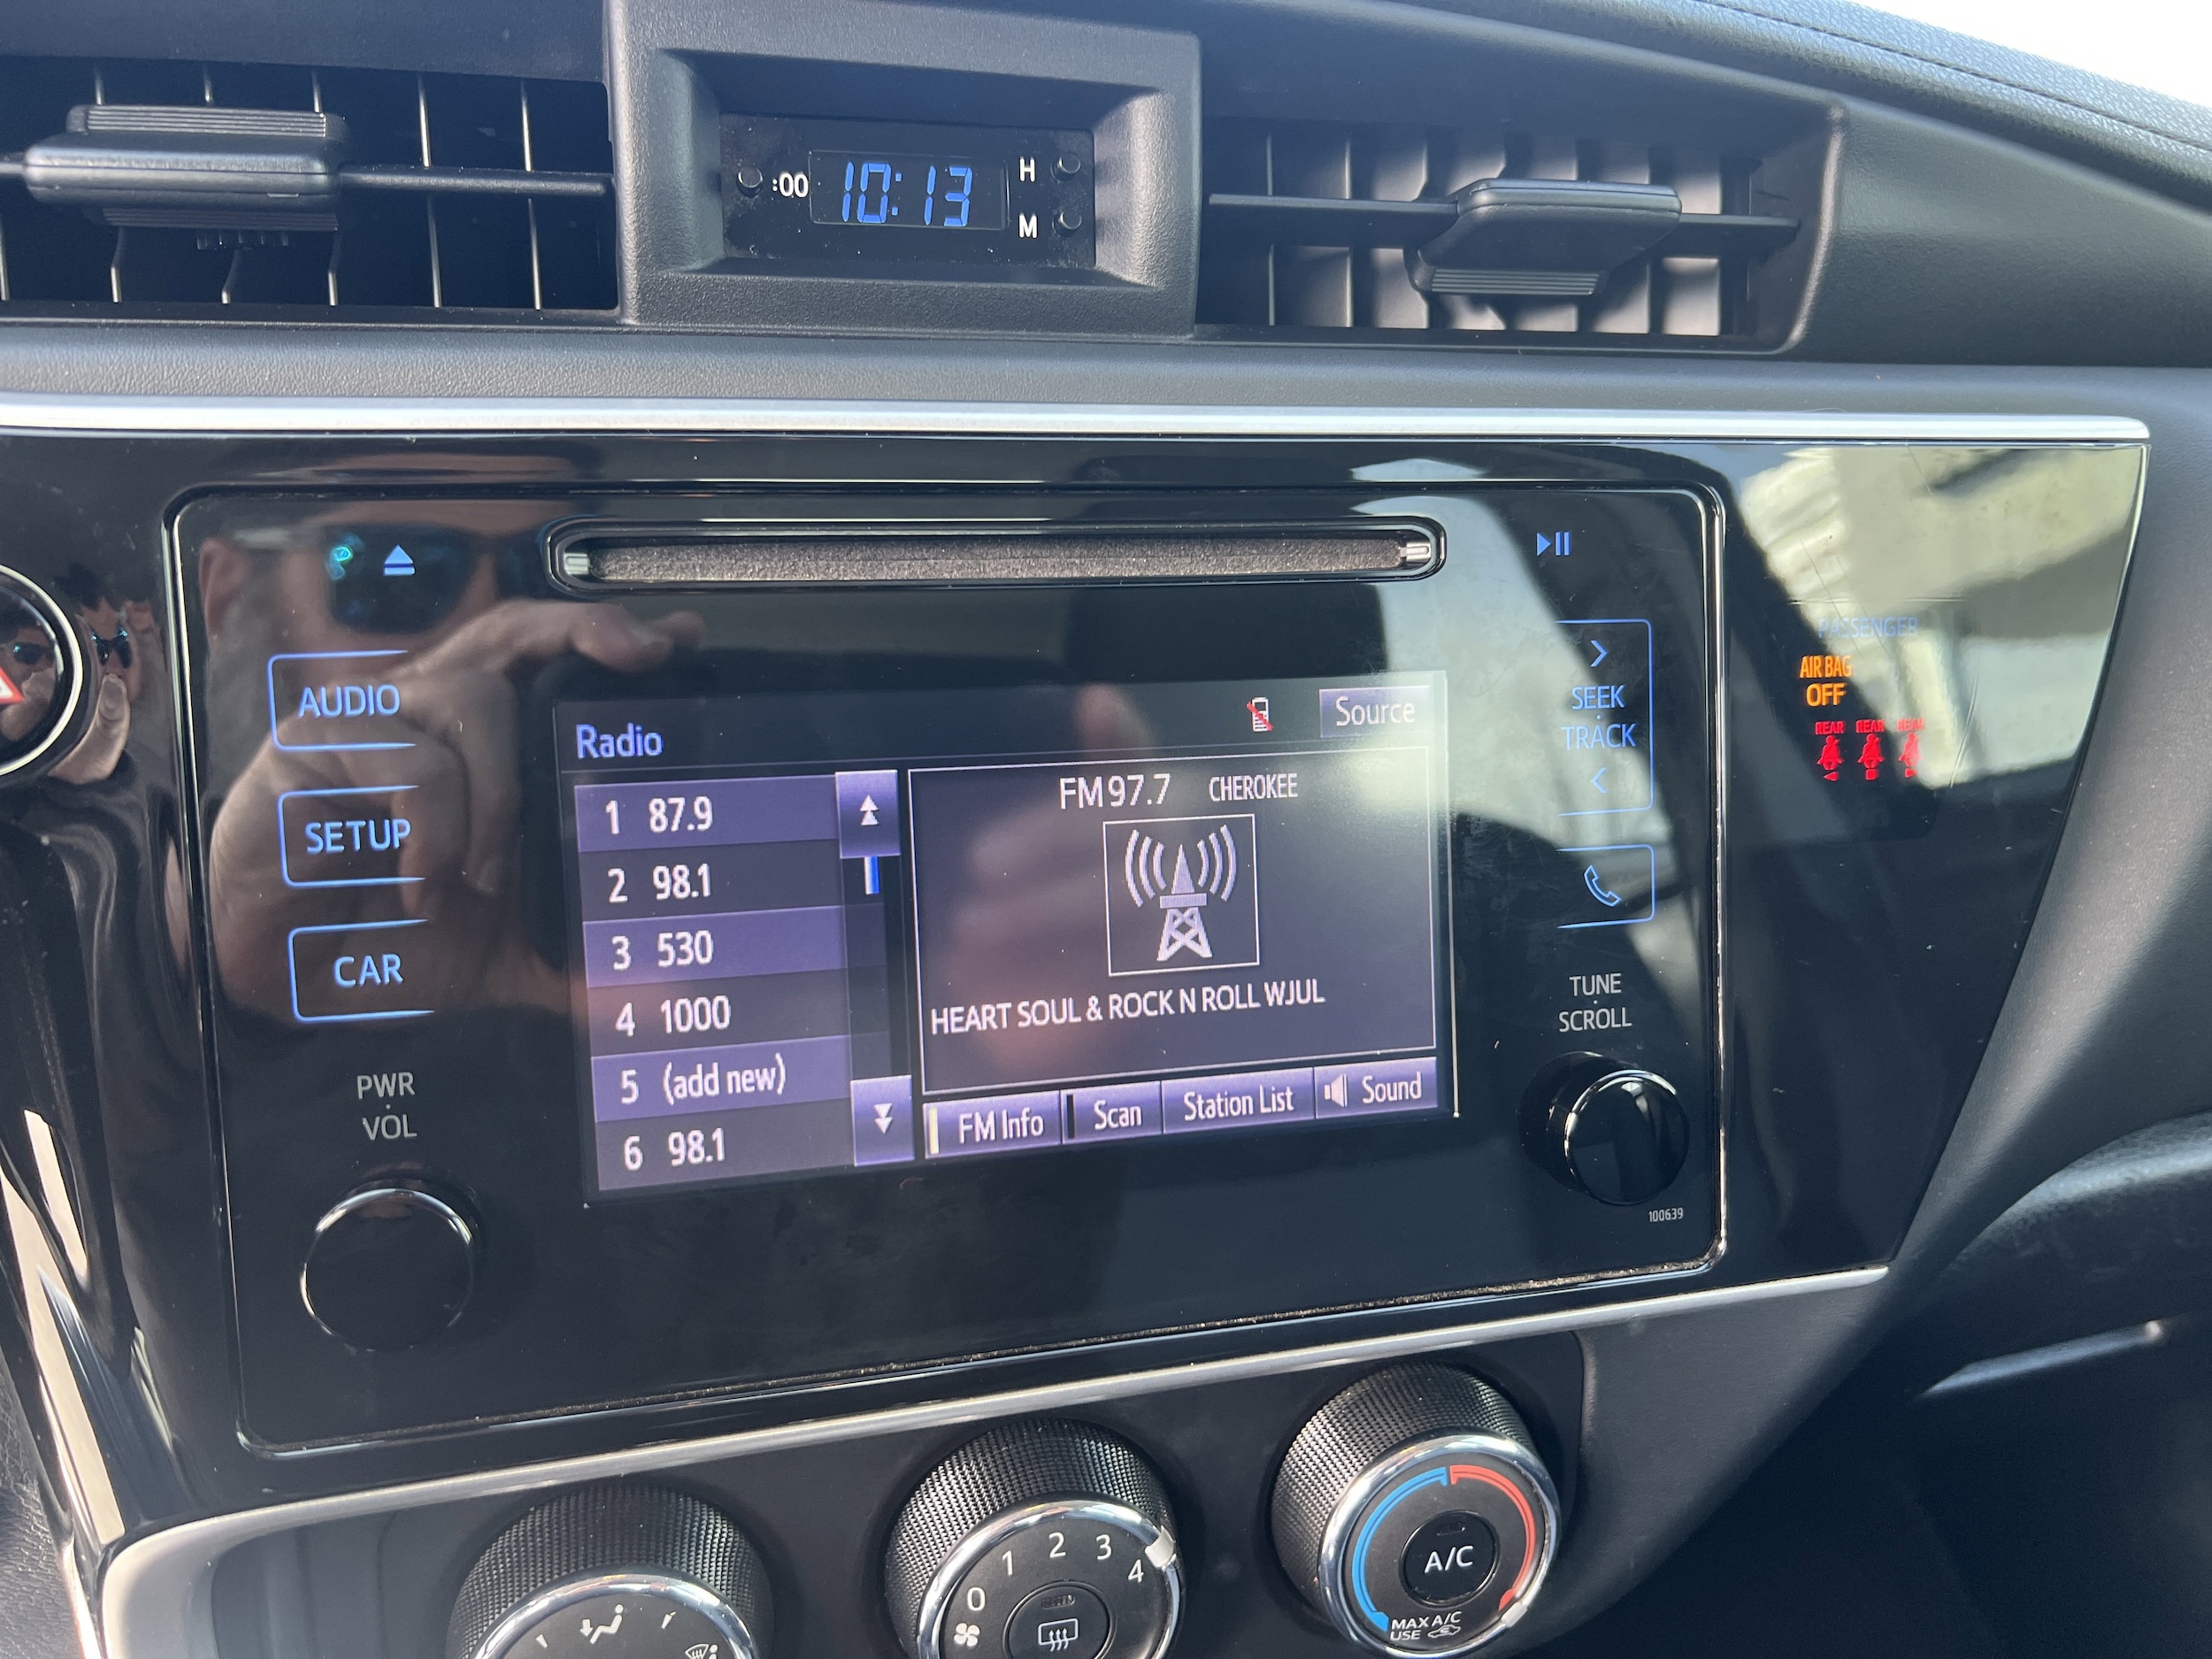 :00 10:13 H
M
PASSENGER
AIR BAG
OFF
REAR REAR REAR
AUDIO
SETUP
CAR
PWR
VOL
Radio
Source
1 87.9
2 98.1
3 530
4 1000
5 (add new)
6 98.1
FM 97.7 CHEROKEE
HEART SOUL & ROCK N ROLL WJUL
FM Info Scan Station List Sound
SEEK
TRACK
TUNE
SCROLL
100639
0 1 2 3 4
A/C
MAX A/C
USE